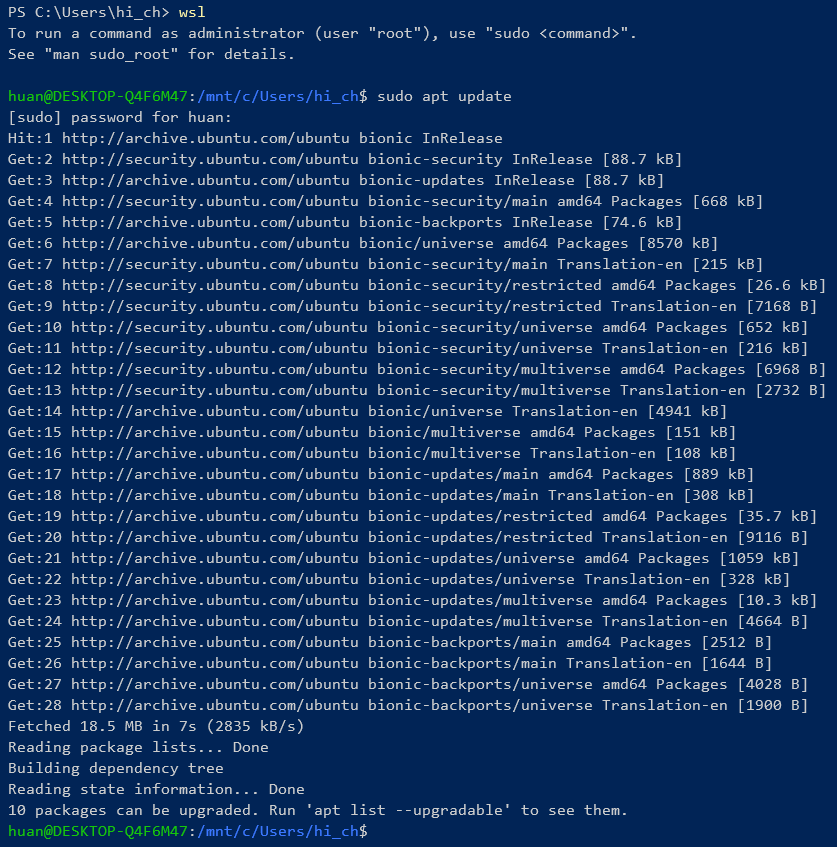 PS C:\Users\hi_ch> wsl
To run a command as administrator (user "root"), use "sudo <command>".
See "man sudo_root" for details.
huan@DESKTOP-Q4F6M47:/mnt/c/Users/hi_ch$ sudo apt update
[sudo] password for huan:
Hit:1 http://archive.ubuntu.com/ubuntu bionic InRelease
Get:2 http://security.ubuntu.com/ubuntu bionic-security InRelease [88.7 kB]
Get:3 http://archive.ubuntu.com/ubuntu bionic-updates InRelease [88.7 kB]
Get:4 http://security.ubuntu.com/ubuntu bionic-security/main amd64 Packages [668 kB]
Get:5 http://archive.ubuntu.com/ubuntu bionic-backports InRelease [74.6 kB]
Get:6 http://archive.ubuntu.com/ubuntu bionic/universe amd64 Packages [8570 kB]
Get:7 http://security.ubuntu.com/ubuntu bionic-security/main Translation-en [215 kB]
Get:8 http://security.ubuntu.com/ubuntu bionic-security/restricted amd64 Packages [26.6 kB]
Get:9 http://security.ubuntu.com/ubuntu bionic-security/restricted Translation-en [7168 B]
Get:10 http://security.ubuntu.com/ubuntu bionic-security/universe amd64 Packages [652 kB]
Get:11 http://security.ubuntu.com/ubuntu bionic-security/universe Translation-en [216 kB]
Get:12 http://security.ubuntu.com/ubuntu bionic-security/multiverse amd64 Packages [6968 B]
Get:13 http://security.ubuntu.com/ubuntu bionic-security/multiverse Translation-en [2732 B]
Get:14 http://archive.ubuntu.com/ubuntu bionic/universe Translation-en [4941 kB]
Get:15 http://archive.ubuntu.com/ubuntu bionic/multiverse amd64 Packages [151 kB]
Get:16 http://archive.ubuntu.com/ubuntu bionic/multiverse Translation-en [108 kB]
Get:17 http://archive.ubuntu.com/ubuntu bionic-updates/main amd64 Packages [889 kB]
Get:18 http://archive.ubuntu.com/ubuntu bionic-updates/main Translation-en [308 kB]
Get:19 http://archive.ubuntu.com/ubuntu bionic-updates/restricted amd64 Packages [35.7 kB]
Get:20 http://archive.ubuntu.com/ubuntu bionic-updates/restricted Translation-en [9116 B]
Get:21 http://archive.ubuntu.com/ubuntu bionic-updates/universe amd64 Packages [1059 kB]
Get:22 http://archive.ubuntu.com/ubuntu bionic-updates/universe Translation-en [328 kB]
Get:23 http://archive.ubuntu.com/ubuntu bionic-updates/multiverse amd64 Packages [10.3 kB]
Get:24 http://archive.ubuntu.com/ubuntu bionic-updates/multiverse Translation-en [4664 B]
Get:25 http://archive.ubuntu.com/ubuntu bionic-backports/main amd64 Packages [2512 B]
Get:26 http://archive.ubuntu.com/ubuntu bionic-backports/main Translation-en [1644 B]
Get:27 http://archive.ubuntu.com/ubuntu bionic-backports/universe amd64 Packages [4028 B]
Get:28 http://archive.ubuntu.com/ubuntu bionic-backports/universe Translation-en [1900 B]
Fetched 18.5 MB in 7s (2835 kB/s)
Reading package lists... Done
Building dependency tree
Reading state information... Done
10 packages can be upgraded. Run 'apt list --upgradable' to see them.
huan@DESKTOP-Q4F6M47:/mnt/c/Users/hi_ch$